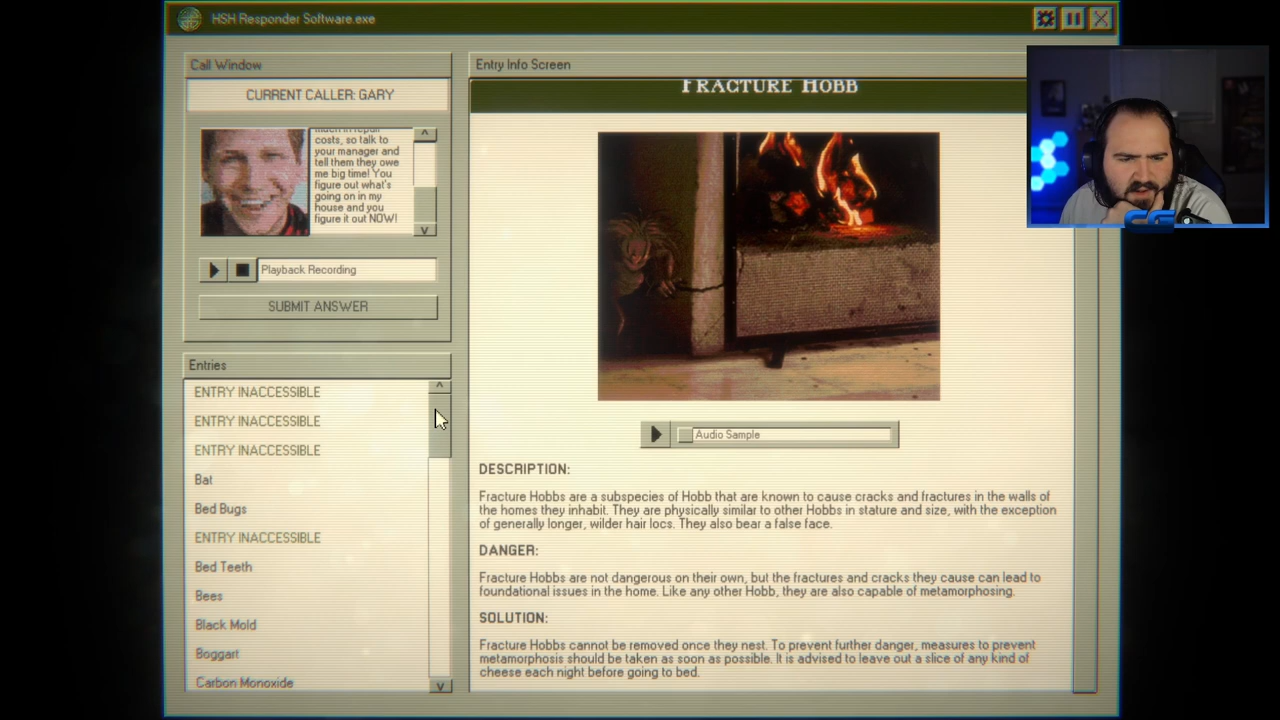 HSH Responder Software.exe
Call Window
CURRENT CALLER: GARY
much in repair
costs, so talk to
your manager and
tell them they owe
me big time! You
figure out what's
going on in my
house and you
figure it out NOW!
Playback Recording
SUBMIT ANSWER
Entries
ENTRY INACCESSIBLE
ENTRY INACCESSIBLE
ENTRY INACCESSIBLE
Bat
Bed Bugs
ENTRY INACCESSIBLE
Bed Teeth
Bees
Black Mold
Boggart
Carbon Monoxide
Entry Info Screen
FRACTURE HOBB
Audio Sample
DESCRIPTION:
Fracture Hobbs are a subspecies of Hobb that are known to cause cracks and fractures in the walls of
the homes they inhabit. They are physically similar to other Hobbs in stature and size, with the exception
of generally longer, wilder hair locs. They also bear a false face.
DANGER:
Fracture Hobbs are not dangerous on their own, but the fractures and cracks they cause can lead to
foundational issues in the home. Like any other Hobb, they are also capable of metamorphosing.
SOLUTION:
Fracture Hobbs cannot be removed once they nest. To prevent further danger, measures to prevent
metamorphosis should be taken as soon as possible. It is advised to leave out a slice of any kind of
cheese each night before going to bed.
CG